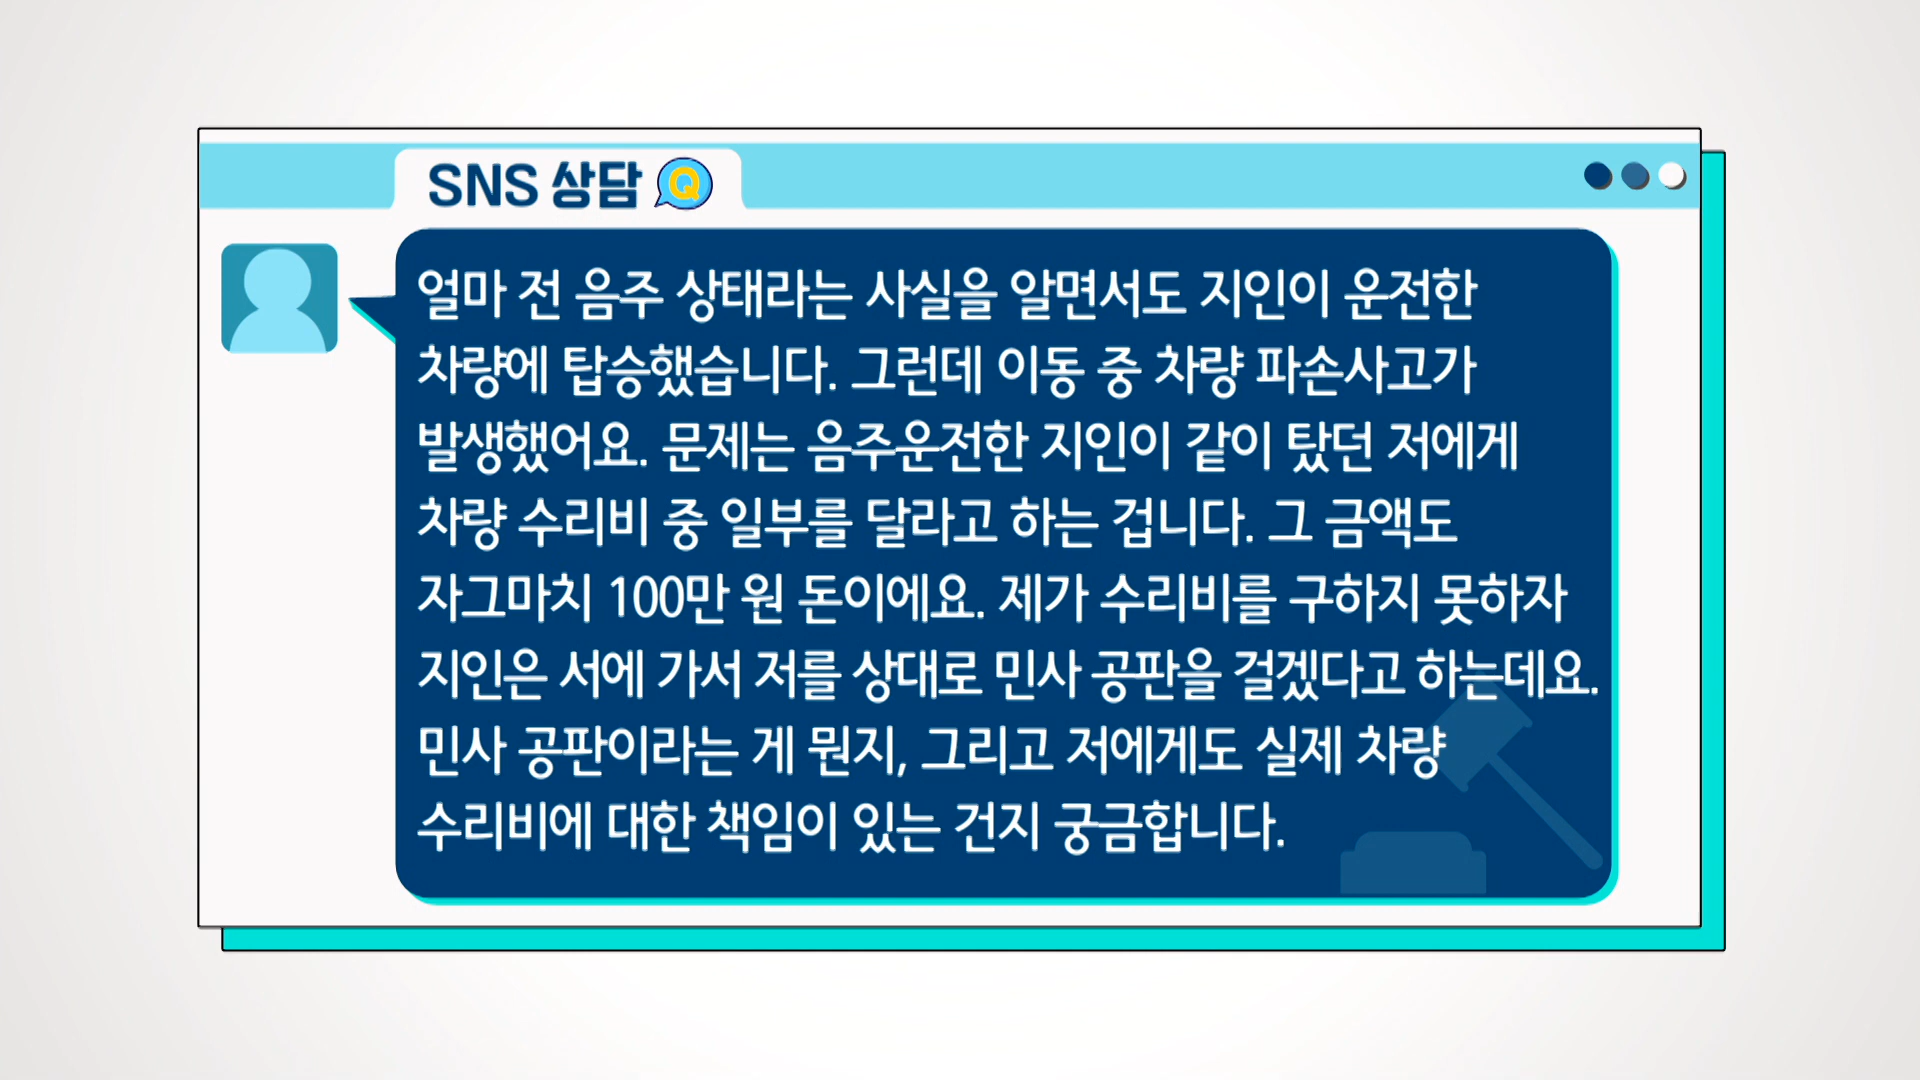 SNS 상담 Q
얼마 전 음주 상태라는 사실을 알면서도 지인이 운전한
차량에 탑승했습니다. 그런데 이동 중 차량 파손사고가
발생했어요. 문제는 음주운전한 지인이 같이 탔던 저에게
차량 수리비 중 일부를 달라고 하는 겁니다. 그 금액도
자그마치 100만 원 돈이에요. 제가 수리비를 구하지 못하자
지인은 서에 가서 저를 상대로 민사 공판을 걸겠다고 하는데요.
민사 공판이라는 게 뭔지, 그리고 저에게도 실제 차량
수리비에 대한 책임이 있는 건지 궁금합니다.